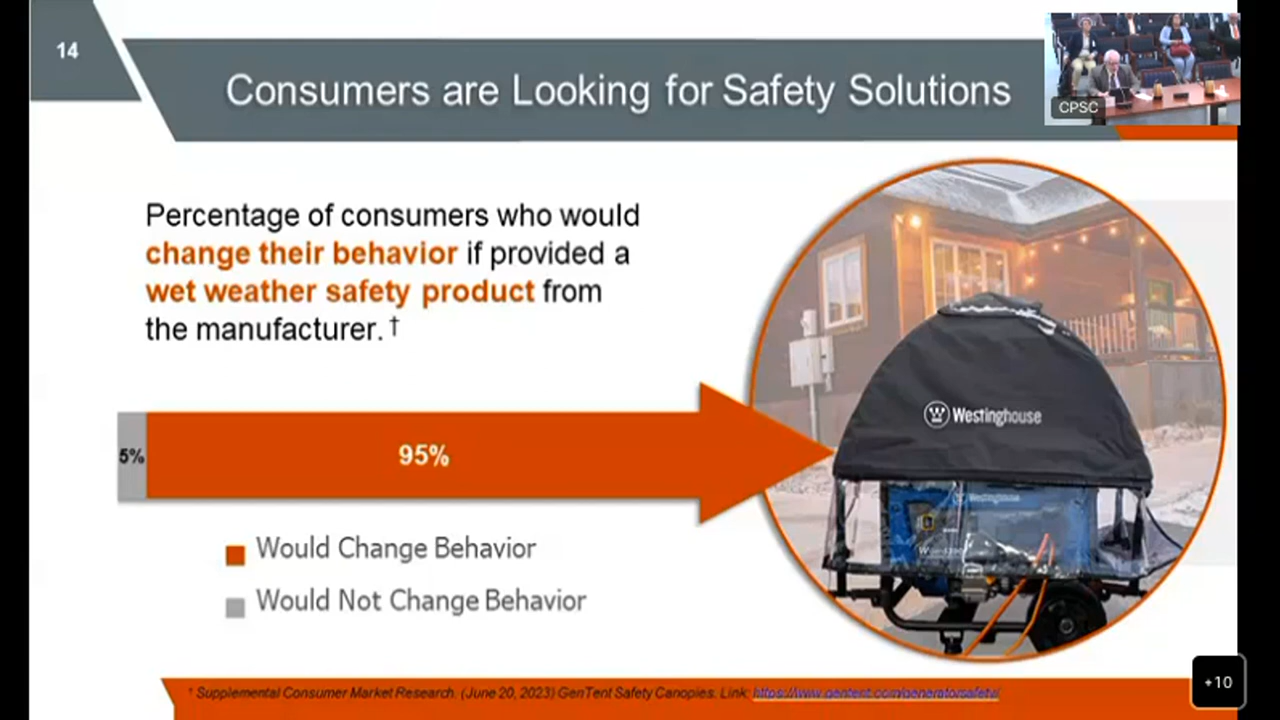 14
Consumers are Looking for Safety Solutions
CPSC
Percentage of consumers who would
change their behavior if provided a
wet weather safety product from
the manufacturer. †
5%
95%
Westinghouse
Westinghouse
Would Change Behavior
Would Not Change Behavior
† Supplemental Consumer Market Research. (June 20, 2023) GenTent Safety Canopies. Link: https://www.gentent.com/generatorsafety/
+10